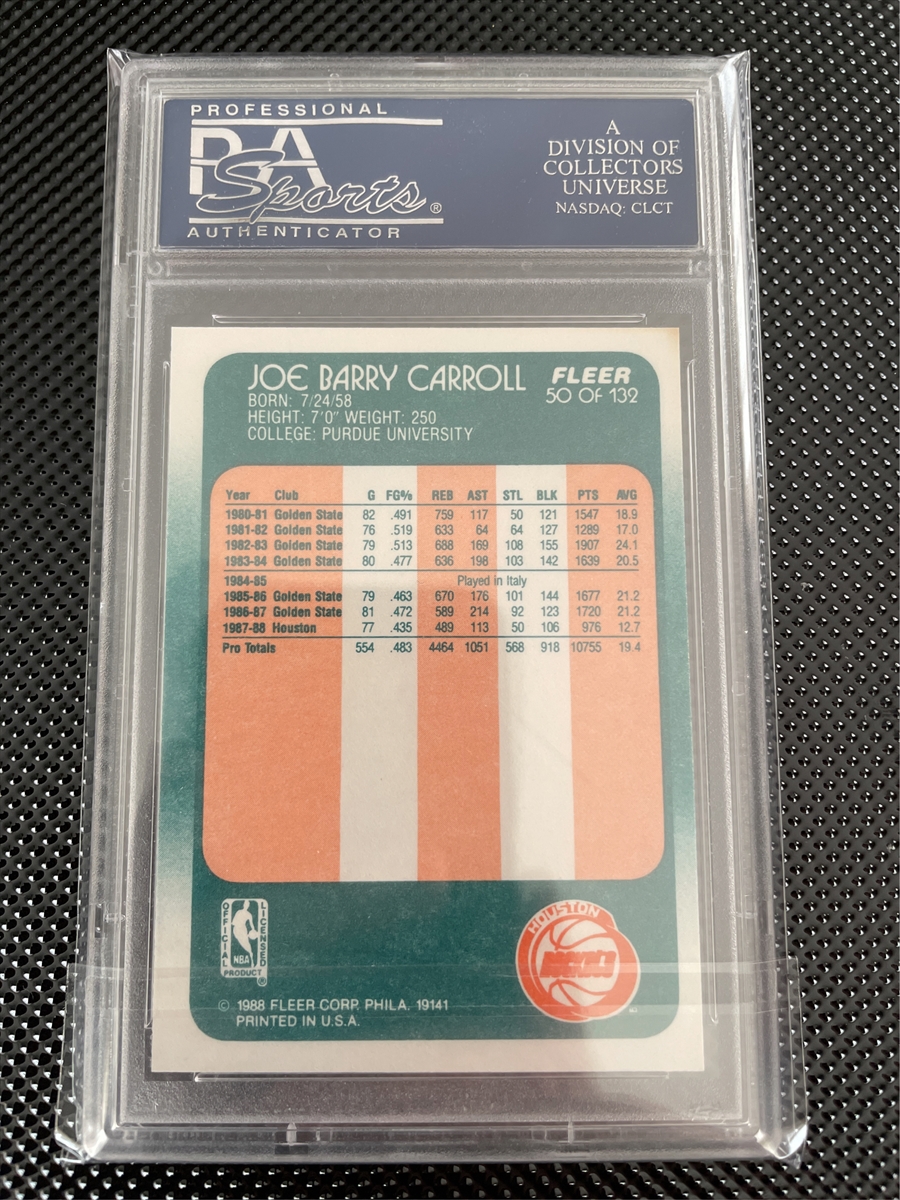 PROFESSIONAL
PSA
Sports®
AUTHENTICATOR
A
DIVISION OF
COLLECTORS
UNIVERSE
NASDAQ: CLCT
JOE BARRY CARROLL FLEER
BORN: 7/24/58 50 OF 132
HEIGHT: 7'0" WEIGHT: 250
COLLEGE: PURDUE UNIVERSITY
Year Club G FG% REB AST STL BLK PTS AVG
1980-81 Golden State 82 .491 759 117 50 121 1547 18.9
1981-82 Golden State 76 .519 633 64 64 127 1289 17.0
1982-83 Golden State 79 .513 688 169 108 155 1907 24.1
1983-84 Golden State 80 .477 636 198 103 142 1639 20.5
1984-85 Played in Italy
1985-86 Golden State 79 .463 670 176 101 144 1677 21.2
1986-87 Golden State 81 .472 589 214 92 123 1720 21.2
1987-88 Houston 77 .435 489 113 50 106 976 12.7
Pro Totals 554 .483 4464 1051 568 918 10755 19.4
OFFICIAL LICENSED
NBA
PRODUCT ®
HOUSTON
ROCKETS
© 1988 FLEER CORP. PHILA. 19141
PRINTED IN U.S.A.